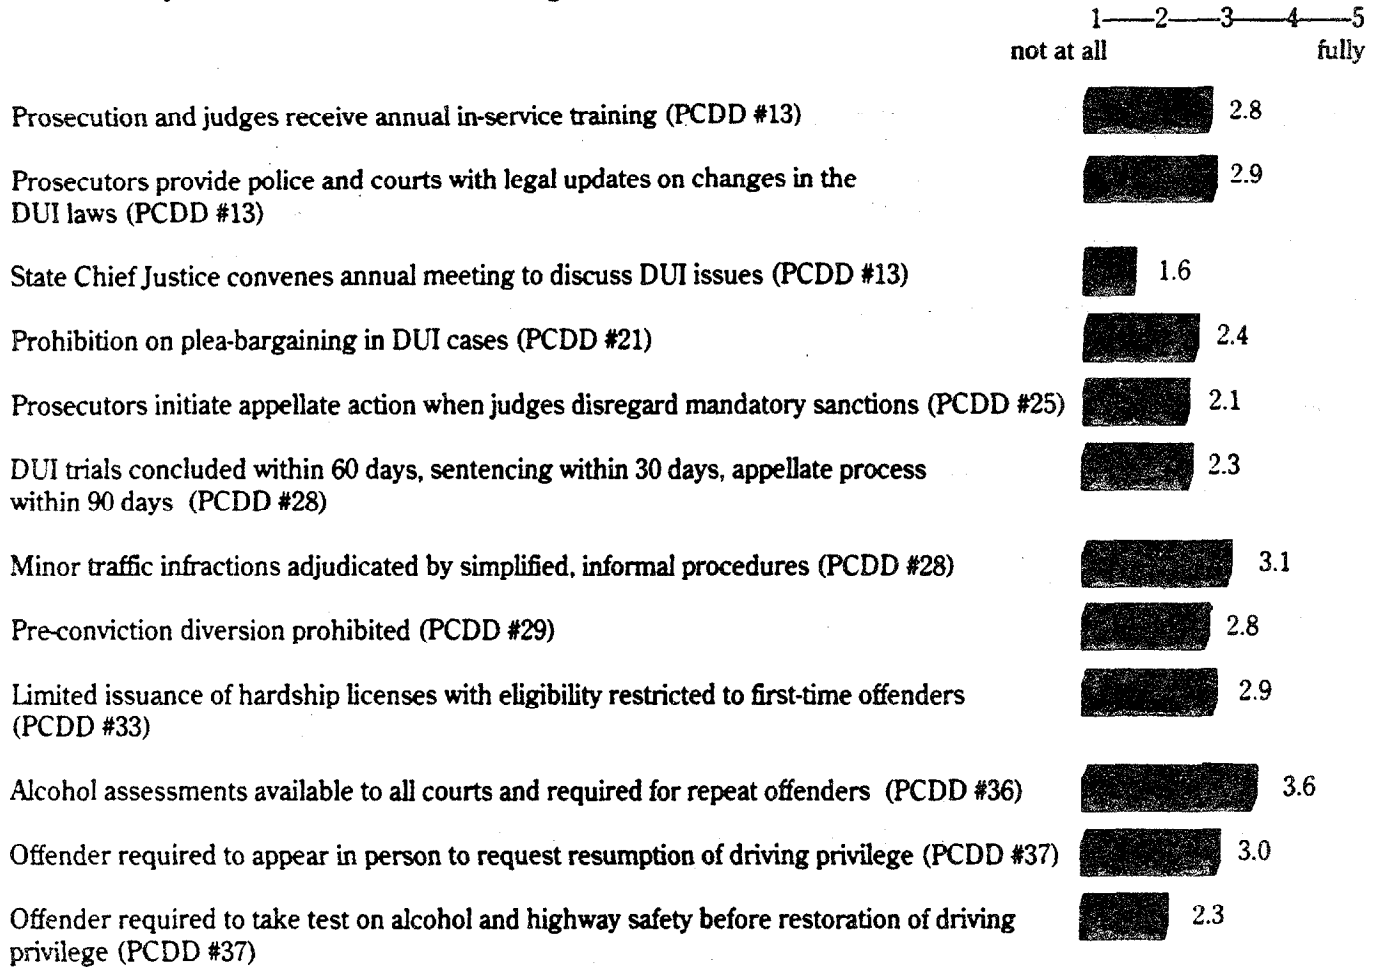 1——2——3——4——5
not at all fully
Prosecution and judges receive annual in-service training (PCDD #13) 2.8
Prosecutors provide police and courts with legal updates on changes in the 2.9
DUI laws (PCDD #13)
State Chief Justice convenes annual meeting to discuss DUI issues (PCDD #13) 1.6
Prohibition on plea-bargaining in DUI cases (PCDD #21) 2.4
Prosecutors initiate appellate action when judges disregard mandatory sanctions (PCDD #25) 2.1
DUI trials concluded within 60 days, sentencing within 30 days, appellate process 2.3
within 90 days (PCDD #28)
Minor traffic infractions adjudicated by simplified, informal procedures (PCDD #28) 3.1
Pre-conviction diversion prohibited (PCDD #29) 2.8
Limited issuance of hardship licenses with eligibility restricted to first-time offenders 2.9
(PCDD #33)
Alcohol assessments available to all courts and required for repeat offenders (PCDD #36) 3.6
Offender required to appear in person to request resumption of driving privilege (PCDD #37) 3.0
Offender required to take test on alcohol and highway safety before restoration of driving 2.3
privilege (PCDD #37)